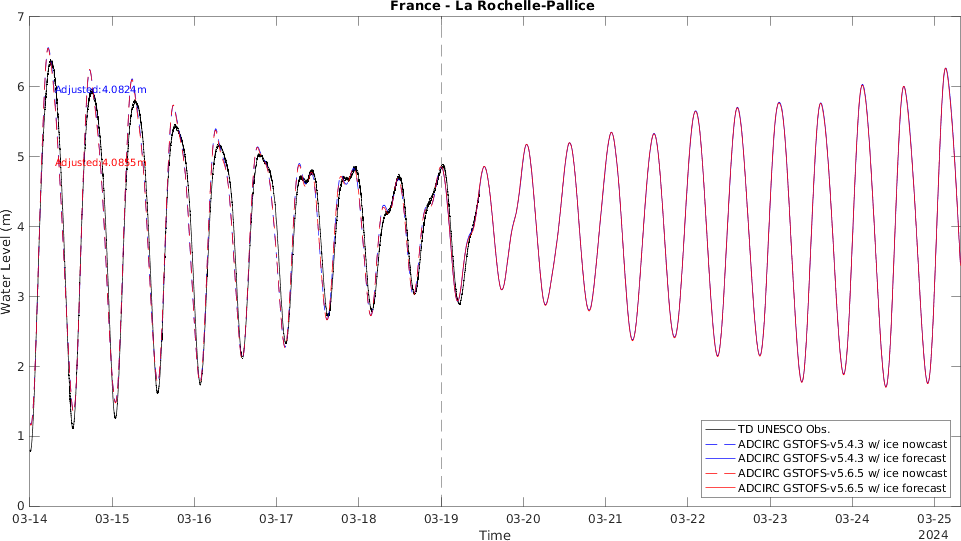 France - La Rochelle-Pallice
7
6
5
4
3
2
1
0
Water Level (m)
Adjusted:4.0824m
Adjusted:4.0855m
TD UNESCO Obs.
ADCIRC GSTOFS-v5.4.3 w/ ice nowcast
ADCIRC GSTOFS-v5.4.3 w/ ice forecast
ADCIRC GSTOFS-v5.6.5 w/ ice nowcast
ADCIRC GSTOFS-v5.6.5 w/ ice forecast
03-14 03-15 03-16 03-17 03-18 03-19 03-20 03-21 03-22 03-23 03-24 03-25
Time
2024